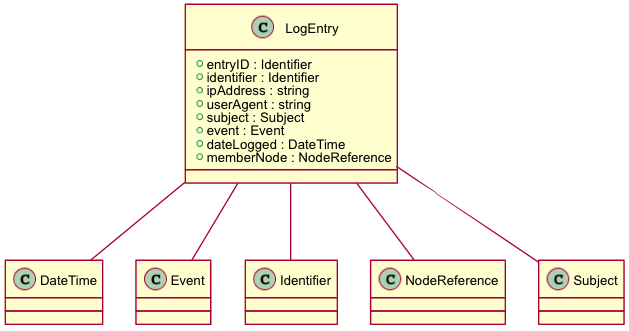 C LogEntry
entryID : Identifier
identifier : Identifier
ipAddress : string
userAgent : string
subject : Subject
event : Event
dateLogged : DateTime
memberNode : NodeReference
C DateTime
C Event
C Identifier
C NodeReference
C Subject